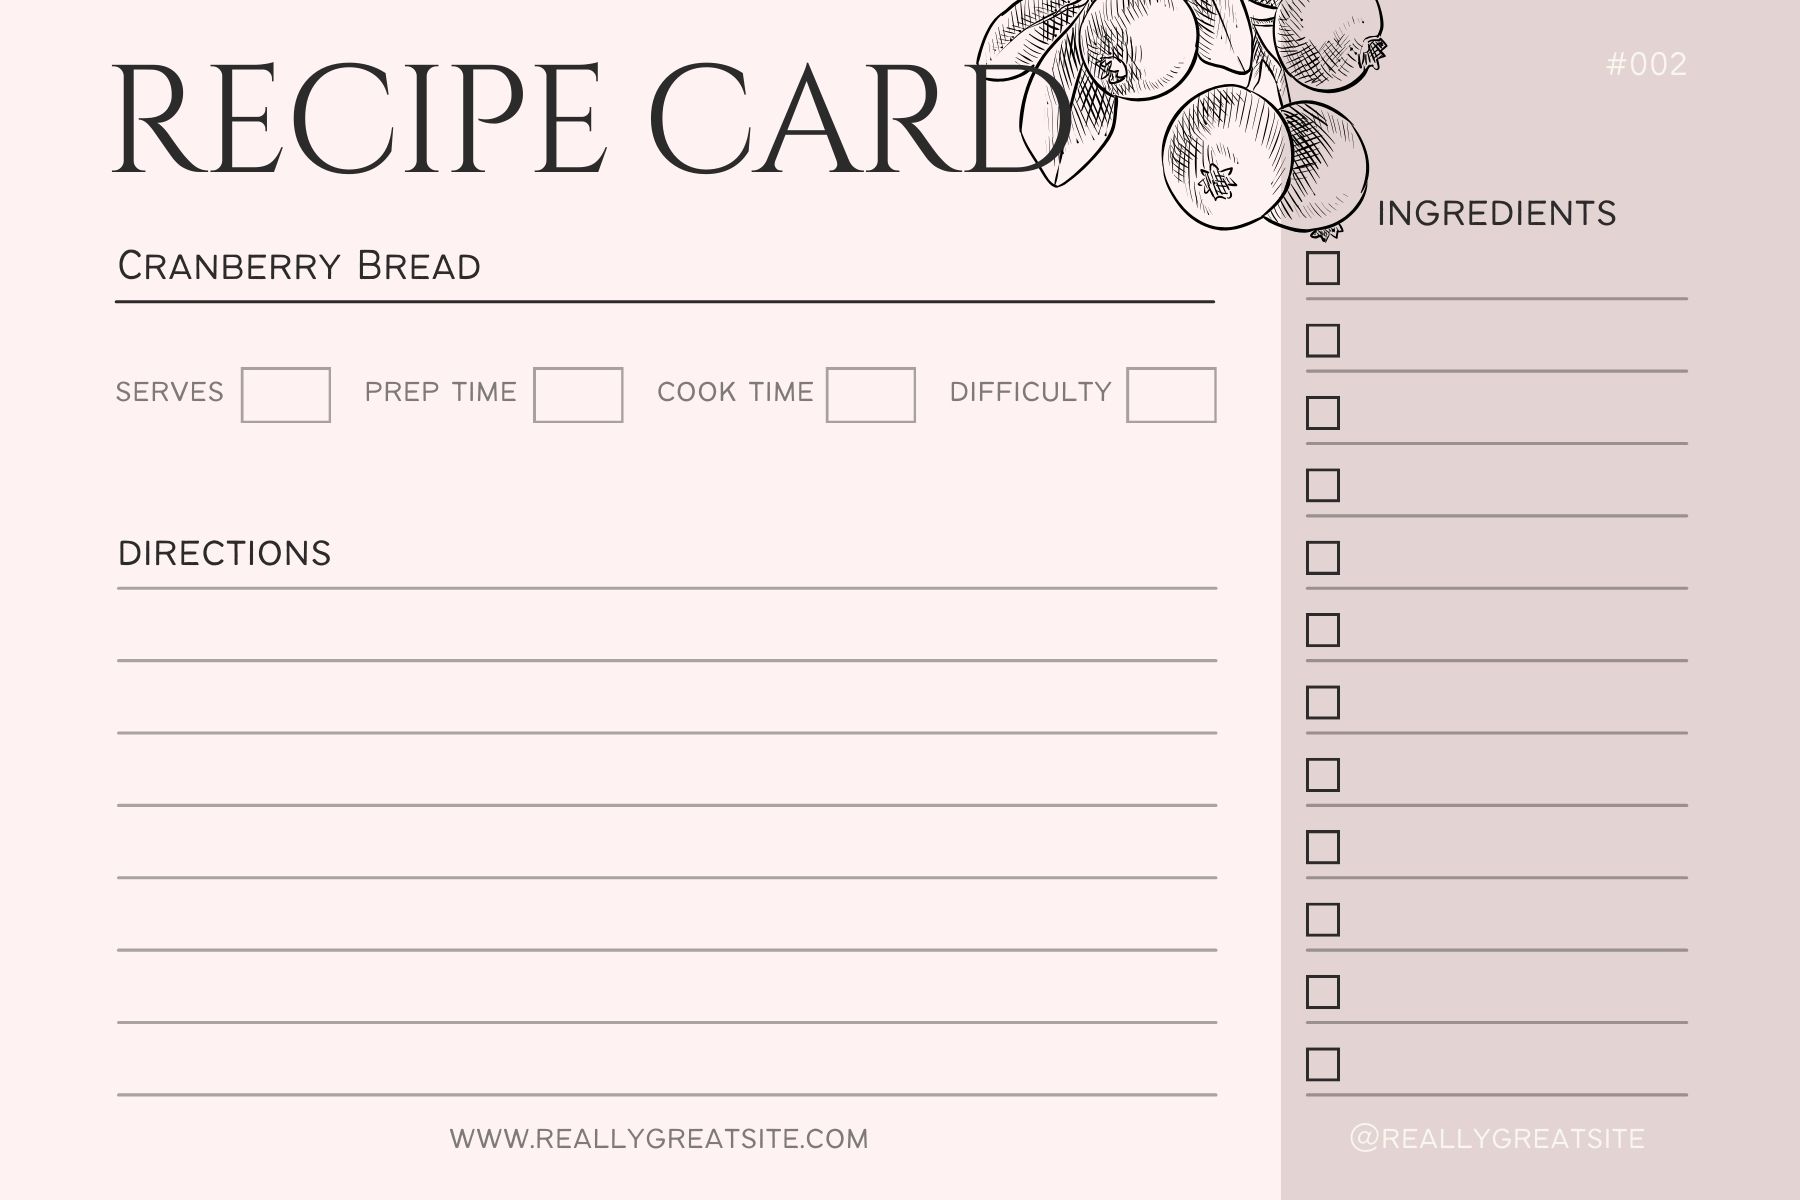 RECIPE CARD
#002
Cranberry Bread
SERVES
PREP TIME
COOK TIME
DIFFICULTY
DIRECTIONS
WWW.REALLYGREATSITE.COM
INGREDIENTS
@REALLYGREATSITE